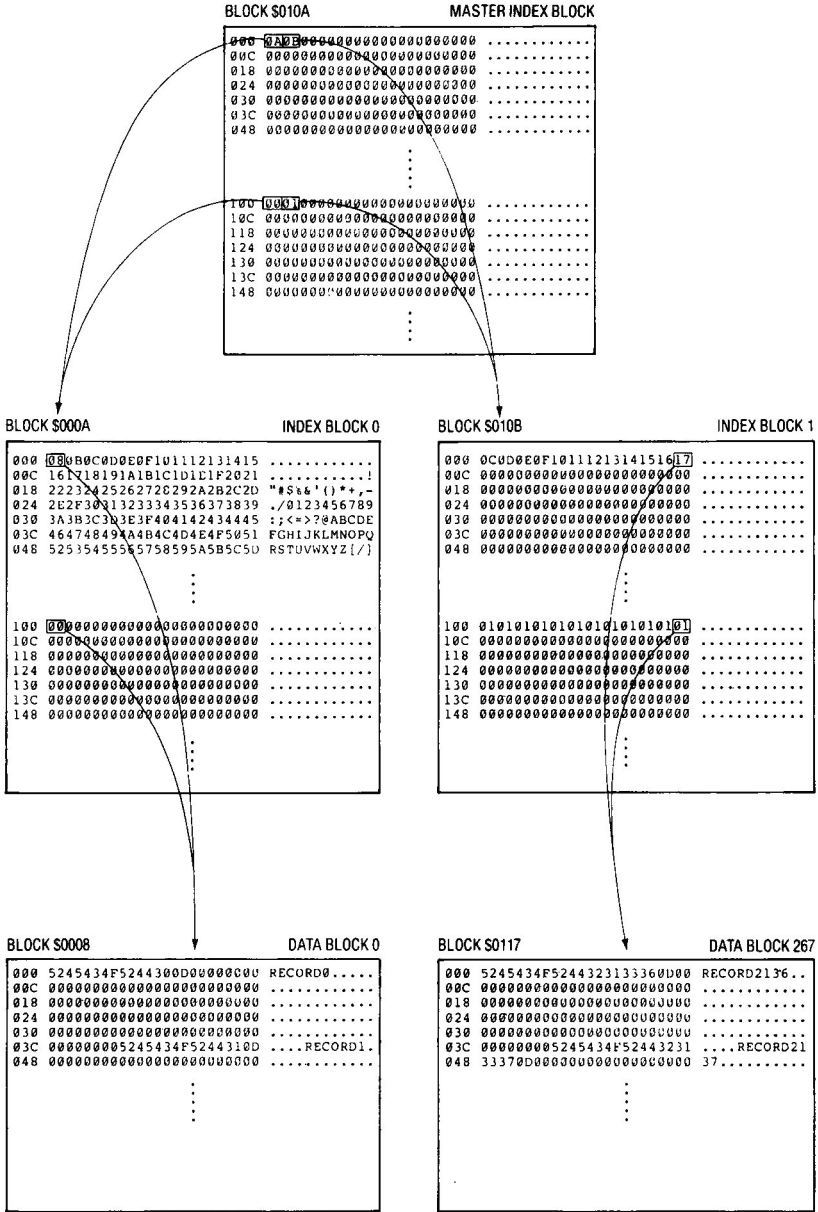 BLOCK $010A MASTER INDEX BLOCK
000 0A0B00000000000000000000 ............
00C 000000000000000000000000 ............
018 000000000000000000000000 ............
024 000000000000000000000000 ............
030 000000000000000000000000 ............
03C 000000000000000000000000 ............
048 000000000000000000000000 ............
100 000100000000000000000000 ............
10C 000000000000000000000000 ............
118 000000000000000000000000 ............
124 000000000000000000000000 ............
130 000000000000000000000000 ............
13C 000000000000000000000000 ............
148 000000000000000000000000 ............
BLOCK $000A INDEX BLOCK 0
000 080B0C0D0E0F101112131415 ............
00C 161718191A1B1C1D1E1F2021 ...........!
018 22232425262728292A2B2C2D "#$%&'()*+,-
024 2E2F30313233343536373839 ./0123456789
030 3A3B3C3D3E3F404142434445 :;<=>?@ABCDE
03C 464748494A4B4C4D4E4F5051 FGHIJKLMNOPQ
048 52535455565758595A5B5C5D RSTUVWXYZ[/]
100 000000000000000000000000 ............
10C 000000000000000000000000 ............
118 000000000000000000000000 ............
124 000000000000000000000000 ............
130 000000000000000000000000 ............
13C 000000000000000000000000 ............
148 000000000000000000000000 ............
BLOCK $010B INDEX BLOCK 1
000 0C0D0E0F1011121314151617 ............
00C 000000000000000000000000 ............
018 000000000000000000000000 ............
024 000000000000000000000000 ............
030 000000000000000000000000 ............
03C 000000000000000000000000 ............
048 000000000000000000000000 ............
100 010101010101010101010101 ............
10C 000000000000000000000000 ............
118 000000000000000000000000 ............
124 000000000000000000000000 ............
130 000000000000000000000000 ............
13C 000000000000000000000000 ............
148 000000000000000000000000 ............
BLOCK $0008 DATA BLOCK 0
000 5245434F5244300D00000000 RECORD0.....
00C 000000000000000000000000 ............
018 000000000000000000000000 ............
024 000000000000000000000000 ............
030 000000000000000000000000 ............
03C 000000005245434F5244310D ....RECORD1.
048 000000000000000000000000 ............
BLOCK $0117 DATA BLOCK 267
000 5245434F5244323133360D00 RECORD2136..
00C 000000000000000000000000 ............
018 000000000000000000000000 ............
024 000000000000000000000000 ............
030 000000000000000000000000 ............
03C 000000005245434F52443231 ....RECORD21
048 33370D000000000000000000 37..........